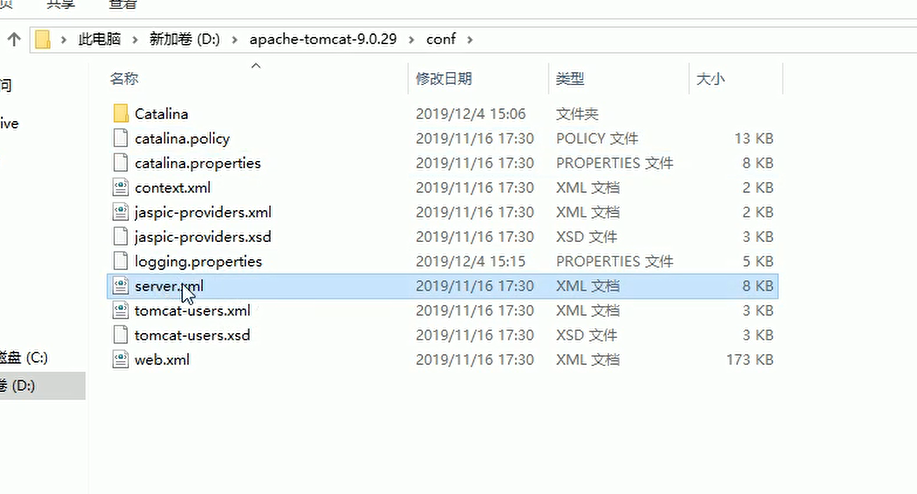 共享 查看
此电脑 新加卷 (D:) apache-tomcat-9.0.29 conf
名称 修改日期 类型 大小
Catalina 2019/12/4 15:06 文件夹
catalina.policy 2019/11/16 17:30 POLICY 文件 13 KB
catalina.properties 2019/11/16 17:30 PROPERTIES 文件 8 KB
context.xml 2019/11/16 17:30 XML 文档 2 KB
jaspic-providers.xml 2019/11/16 17:30 XML 文档 2 KB
jaspic-providers.xsd 2019/11/16 17:30 XSD 文件 3 KB
logging.properties 2019/12/4 15:15 PROPERTIES 文件 5 KB
server.xml 2019/11/16 17:30 XML 文档 8 KB
tomcat-users.xml 2019/11/16 17:30 XML 文档 3 KB
tomcat-users.xsd 2019/11/16 17:30 XSD 文件 3 KB
web.xml 2019/11/16 17:30 XML 文档 173 KB
问
ive
盘 (C:)
卷 (D:)